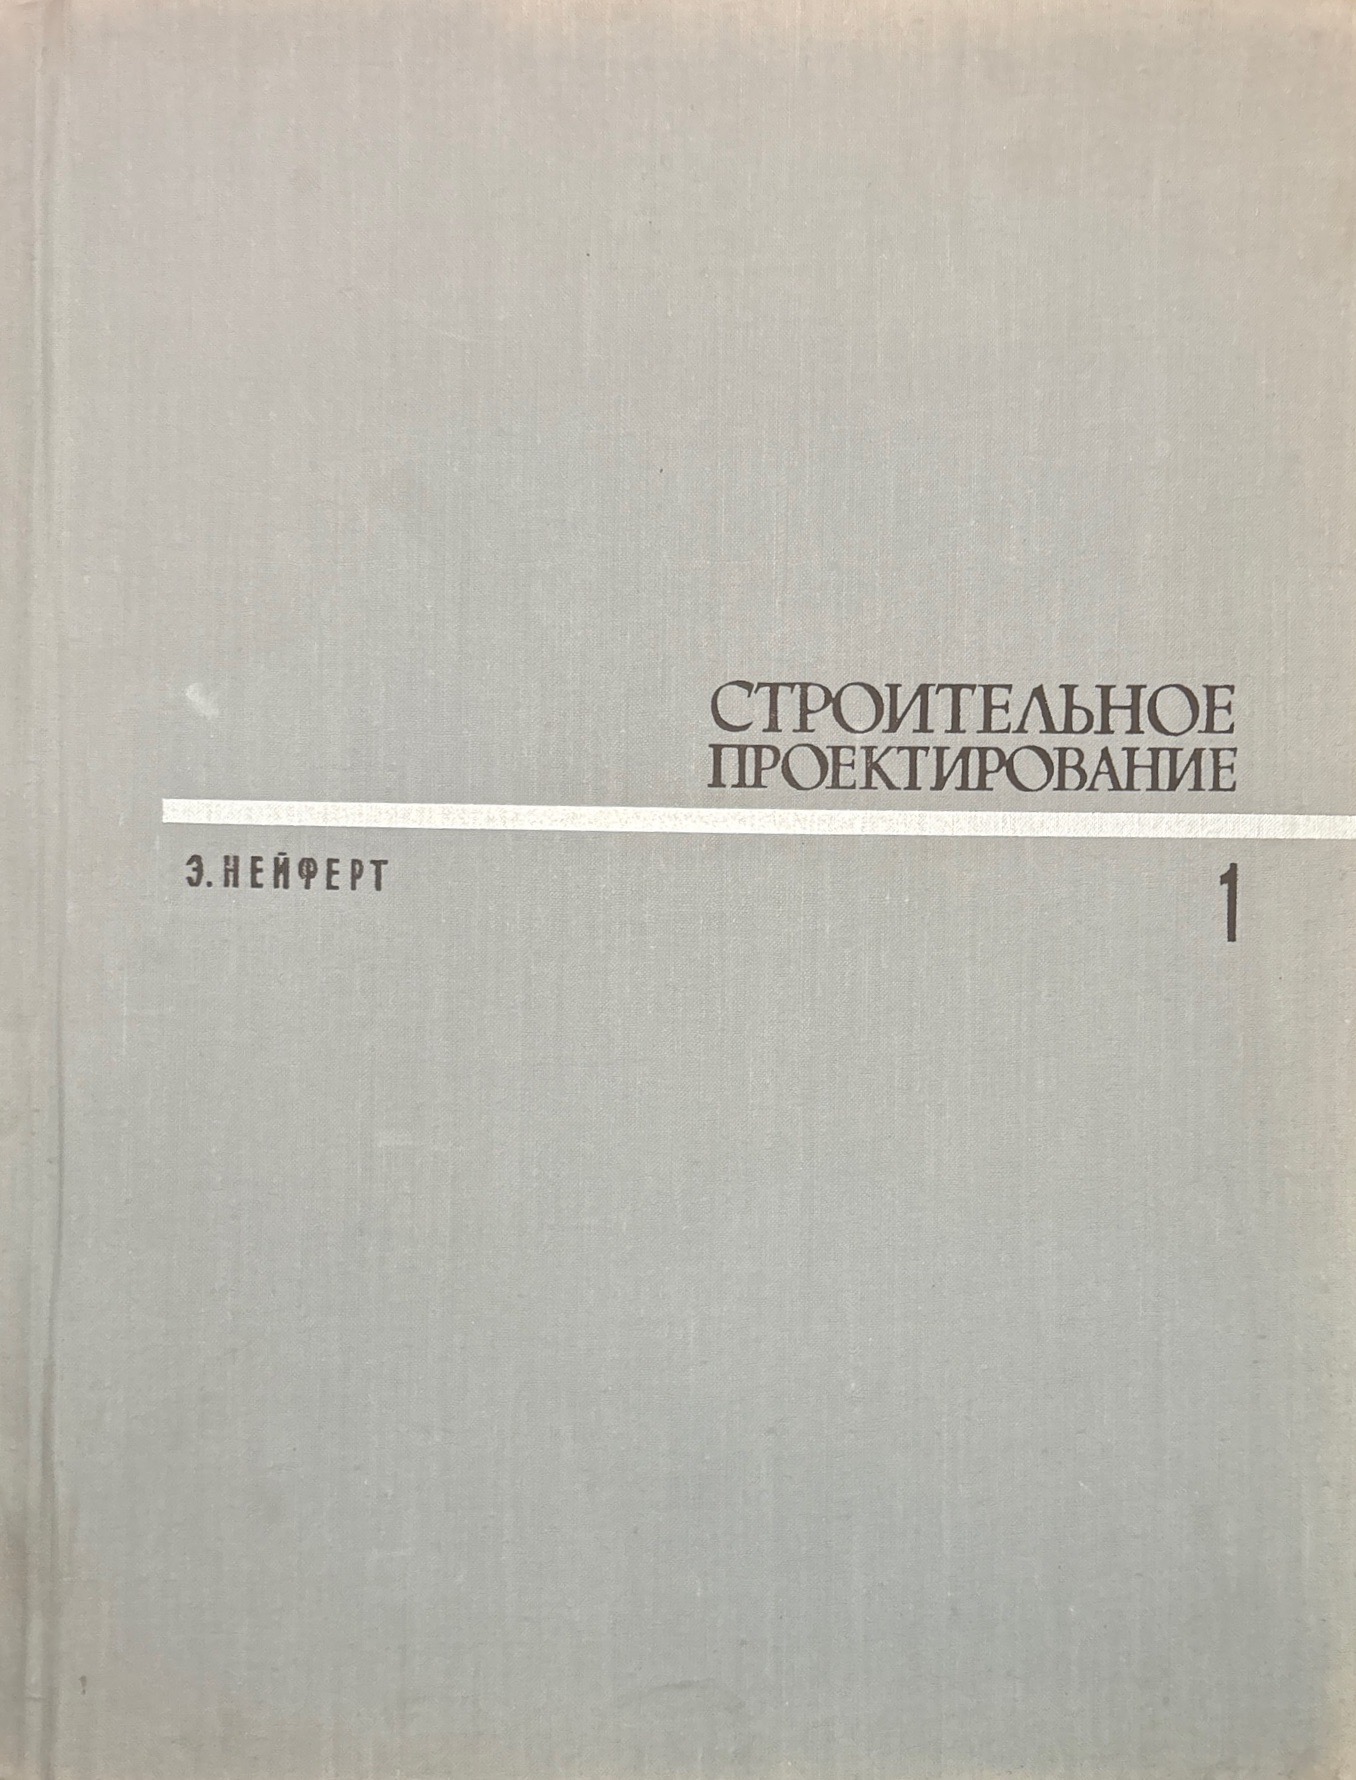 СТРОИТЕЛЬНОЕ
ПРОЕКТИРОВАНИЕ
Э. НЕЙФЕРТ
1